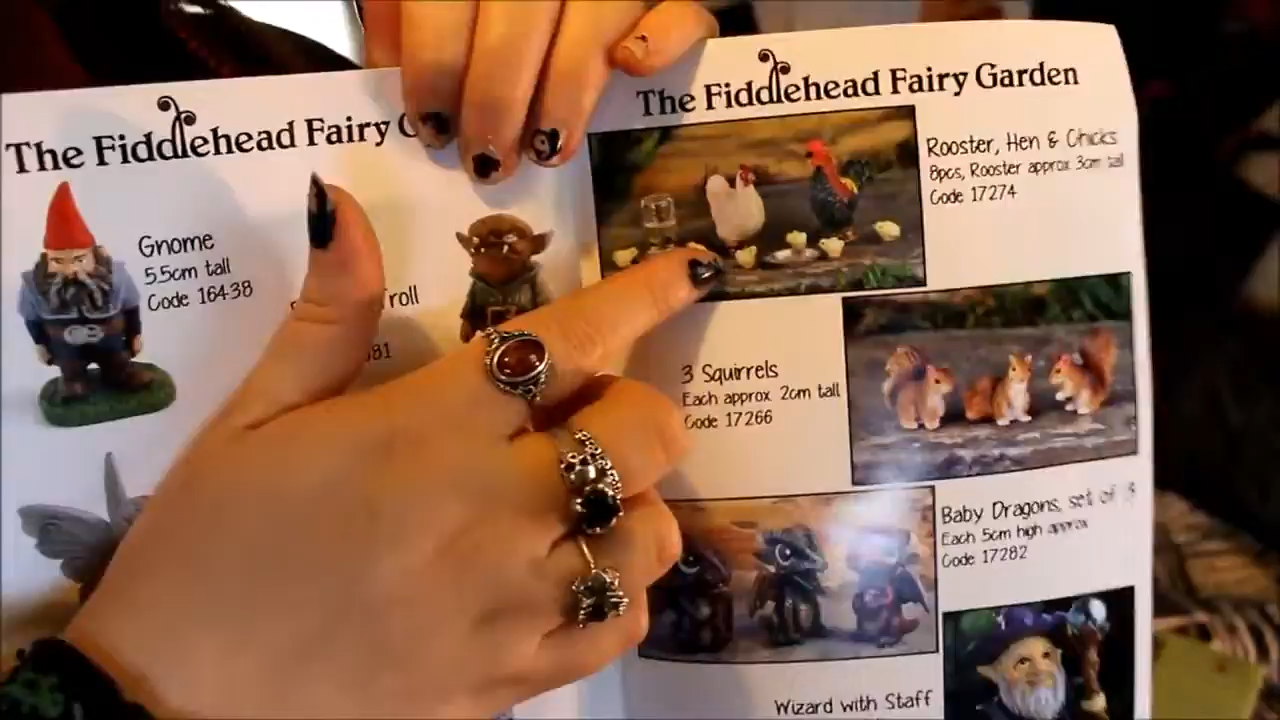 The Fiddlehead Fairy
Gnome
5.5cm tall
Code 16438
Troll
The Fiddlehead Fairy Garden
Rooster, Hen & Chicks
8pcs, Rooster approx 3cm tall
Code 17274
3 Squirrels
Each approx 2cm tall
Code 17266
Baby Dragons, set of 3
Each 5cm high approx
Code 17282
Wizard with Staff